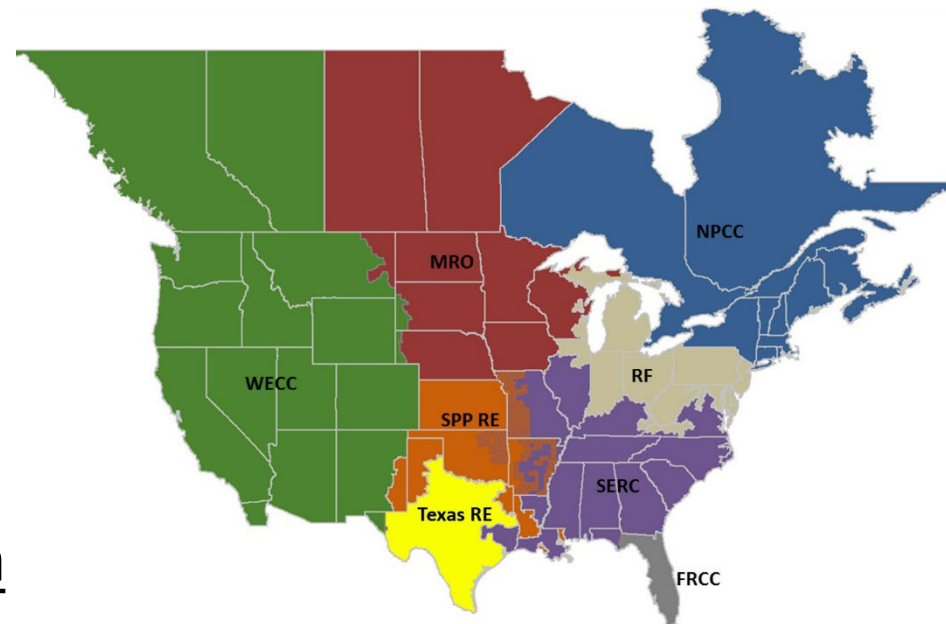 NPCC
MRO
WECC
RF
SPP RE
SERC
Texas RE
FRCC